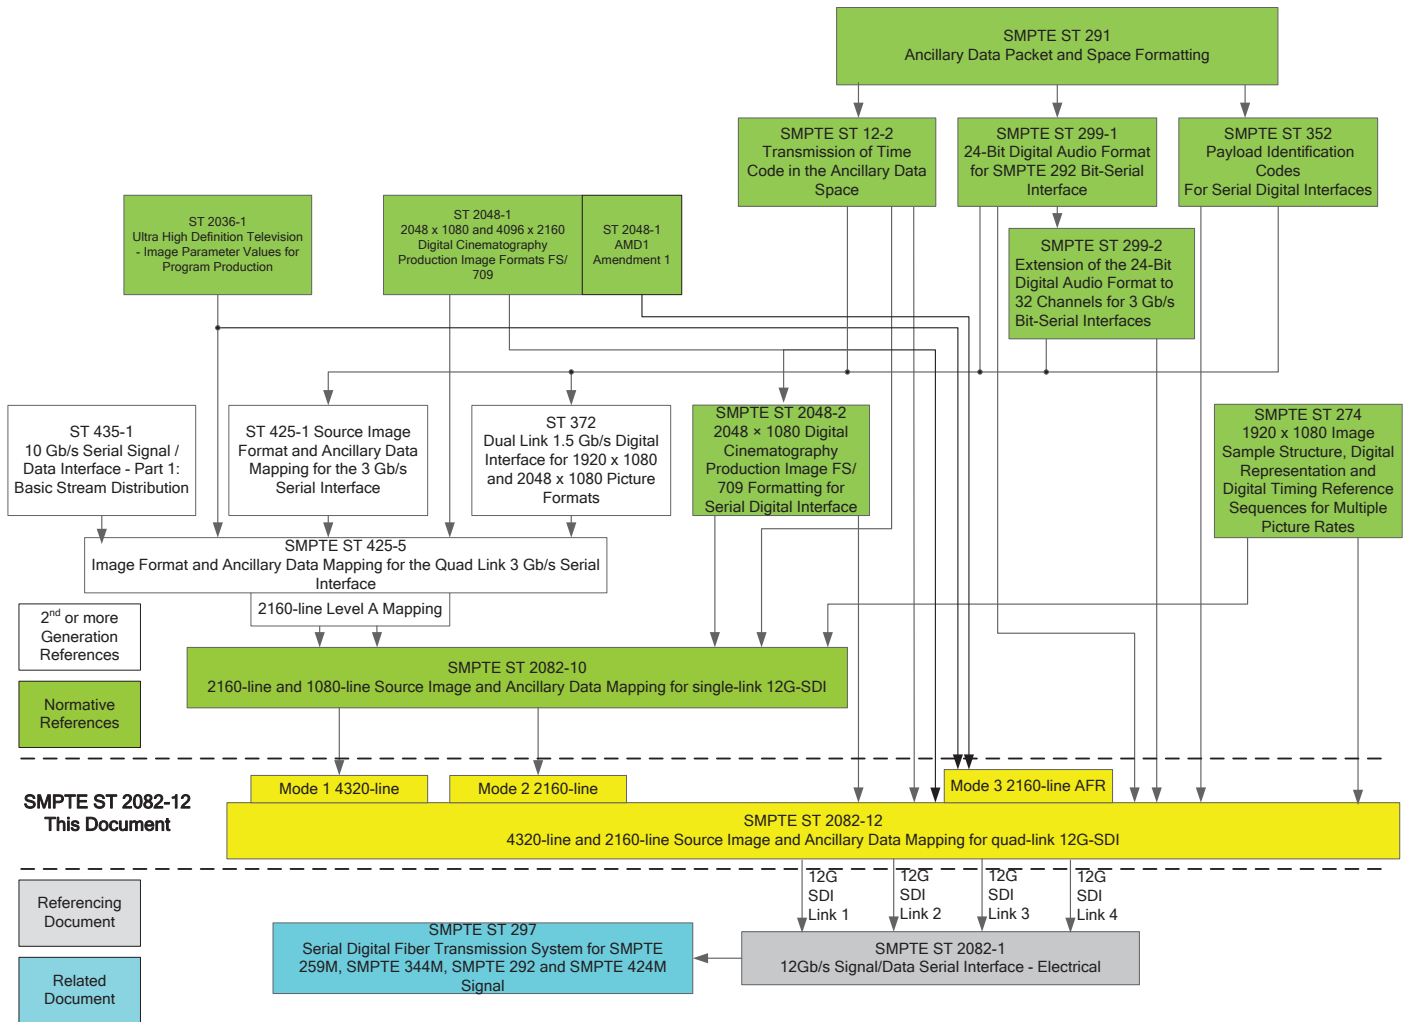 SMPTE ST 291
Ancillary Data Packet and Space Formatting
SMPTE ST 12-2
Transmission of Time
Code in the Ancillary Data
Space
SMPTE ST 299-1
24-Bit Digital Audio Format
for SMPTE 292 Bit-Serial
Interface
SMPTE ST 352
Payload Identification
Codes
For Serial Digital Interfaces
ST 2036-1
Ultra High Definition Television
- Image Parameter Values for
Program Production
ST 2048-1
2048 x 1080 and 4096 x 2160
Digital Cinematography
Production Image Formats FS/
709
ST 2048-1
AMD1
Amendment 1
SMPTE ST 299-2
Extension of the 24-Bit
Digital Audio Format to
32 Channels for 3 Gb/s
Bit-Serial Interfaces
ST 435-1
10 Gb/s Serial Signal /
Data Interface - Part 1:
Basic Stream Distribution
ST 425-1 Source Image
Format and Ancillary Data
Mapping for the 3 Gb/s
Serial Interface
ST 372
Dual Link 1.5 Gb/s Digital
Interface for 1920 x 1080
and 2048 x 1080 Picture
Formats
SMPTE ST 2048-2
2048 × 1080 Digital
Cinematography
Production Image FS/
709 Formatting for
Serial Digital Interface
SMPTE ST 274
1920 x 1080 Image
Sample Structure, Digital
Representation and
Digital Timing Reference
Sequences for Multiple
Picture Rates
SMPTE ST 425-5
Image Format and Ancillary Data Mapping for the Quad Link 3 Gb/s Serial
Interface
2160-line Level A Mapping
2nd or more
Generation
References
SMPTE ST 2082-10
2160-line and 1080-line Source Image and Ancillary Data Mapping for single-link 12G-SDI
Normative
References
SMPTE ST 2082-12
This Document
Mode 1 4320-line
Mode 2 2160-line
Mode 3 2160-line AFR
SMPTE ST 2082-12
4320-line and 2160-line Source Image and Ancillary Data Mapping for quad-link 12G-SDI
12G
SDI
Link 1
12G
SDI
Link 2
12G
SDI
Link 3
12G
SDI
Link 4
Referencing
Document
SMPTE ST 297
Serial Digital Fiber Transmission System for SMPTE
259M, SMPTE 344M, SMPTE 292 and SMPTE 424M
Signal
SMPTE ST 2082-1
12Gb/s Signal/Data Serial Interface - Electrical
Related
Document